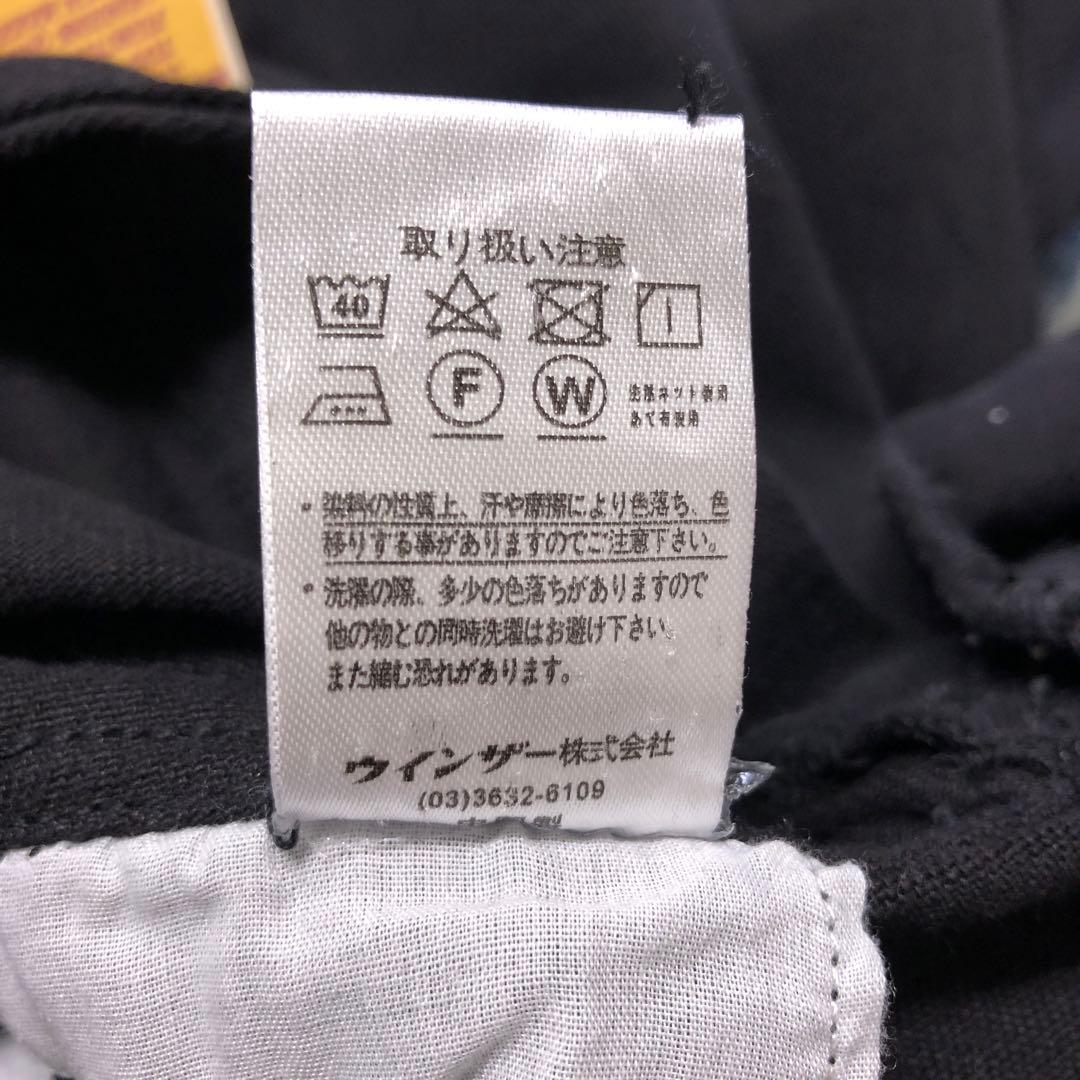 取り扱い注意
40
F W 洗濯ネット使用
あて布使用
・染料の性質上、汗や摩擦により色落ち、色
移りする事がありますのでご注意下さい。
・洗濯の際、多少の色落ちがありますので
他の物との同時洗濯はお避け下さい。
また縮む恐れがあります。
ウインザー株式会社
(03)3632-6109